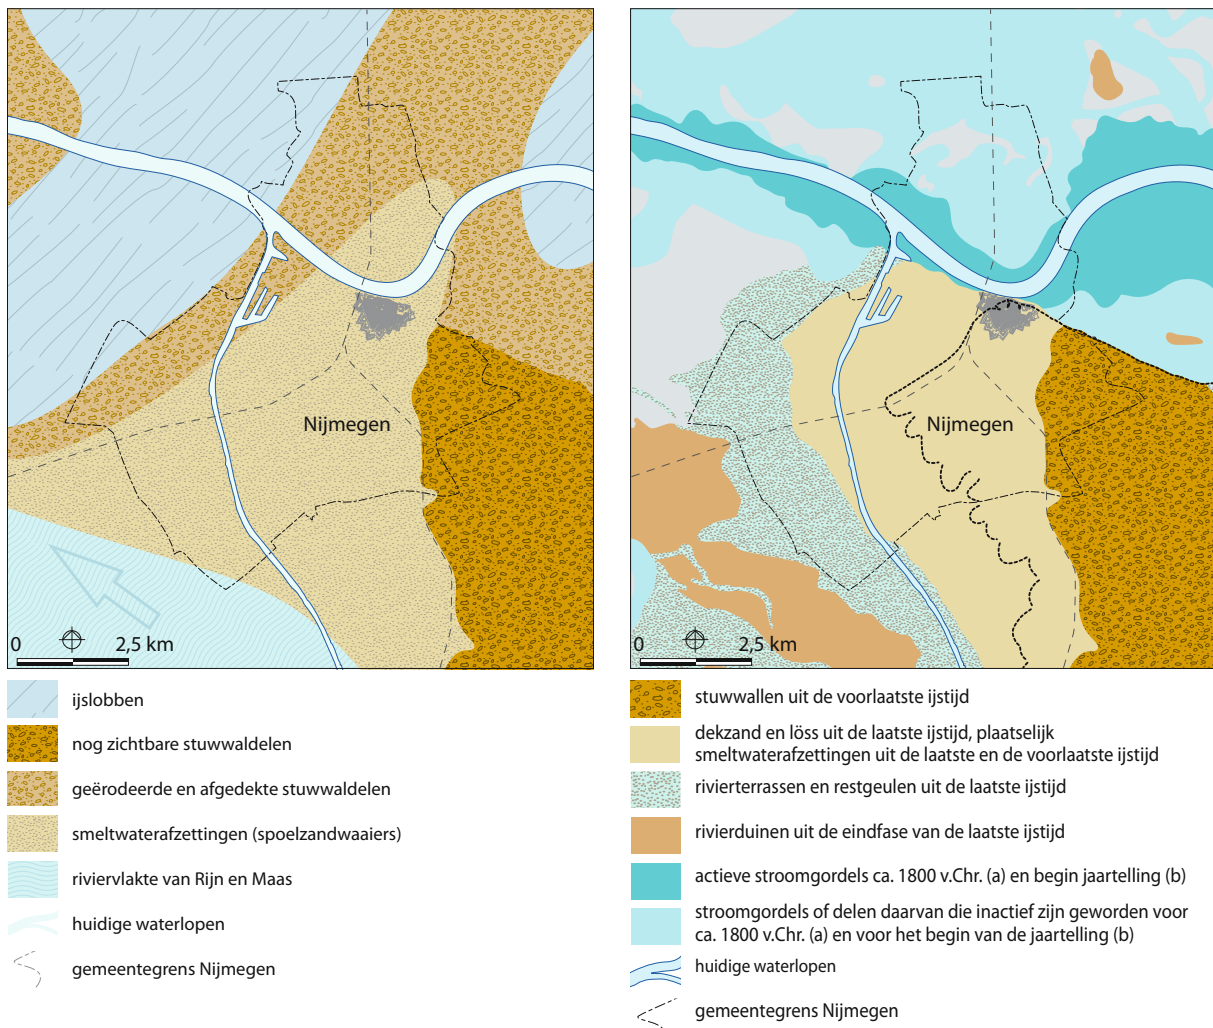 Nijmegen
0 2,5 km
ijslobben
nog zichtbare stuwwaldelen
geërodeerde en afgedekte stuwwaldelen
smeltwaterafzettingen (spoelzandwaaiers)
riviervlakte van Rijn en Maas
huidige waterlopen
gemeentegrens Nijmegen
Nijmegen
0 2,5 km
stuwwallen uit de voorlaatste ijstijd
dekzand en löss uit de laatste ijstijd, plaatselijk
smeltwaterafzettingen uit de laatste en de voorlaatste ijstijd
rivierterrassen en restgeulen uit de laatste ijstijd
rivierduinen uit de eindfase van de laatste ijstijd
actieve stroomgordels ca. 1800 v.Chr. (a) en begin jaartelling (b)
stroomgordels of delen daarvan die inactief zijn geworden voor
ca. 1800 v.Chr. (a) en voor het begin van de jaartelling (b)
huidige waterlopen
gemeentegrens Nijmegen